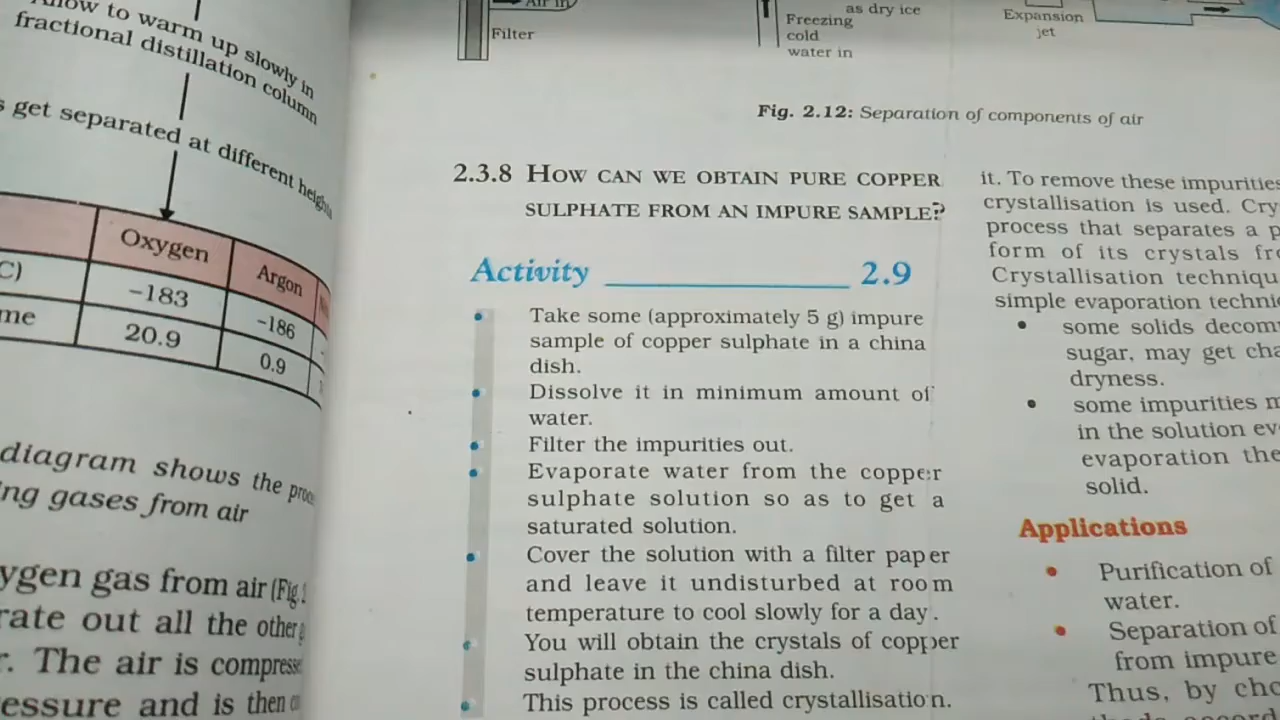 to warm up slowly in
fractional distillation column
get separated at different heights
Oxygen Argon
C)
−183 −186
me
20.9 0.9
diagram shows the
ng gases from air
ygen gas from air (Fig.
rate out all the other
r. The air is
essure and is then
Filter
Freezing
cold
water in
as dry ice
Expansion
jet
Fig. 2.12: Separation of components of air
2.3.8 HOW CAN WE OBTAIN PURE COPPER
SULPHATE FROM AN IMPURE SAMPLE?
Activity 2.9
• Take some (approximately 5 g) impure
sample of copper sulphate in a china
dish.
• Dissolve it in minimum amount of
water.
• Filter the impurities out.
• Evaporate water from the copper
sulphate solution so as to get a
saturated solution.
• Cover the solution with a filter paper
and leave it undisturbed at room
temperature to cool slowly for a day.
• You will obtain the crystals of copper
sulphate in the china dish.
• This process is called crystallisation.
it. To remove these impurities
crystallisation is used. Cry
process that separates a p
form of its crystals fr
Crystallisation techniqu
simple evaporation techni
• some solids decom
sugar, may get cha
dryness.
• some impurities m
in the solution ev
evaporation the
solid.
Applications
• Purification of
water.
• Separation of
from impure
Thus, by cho